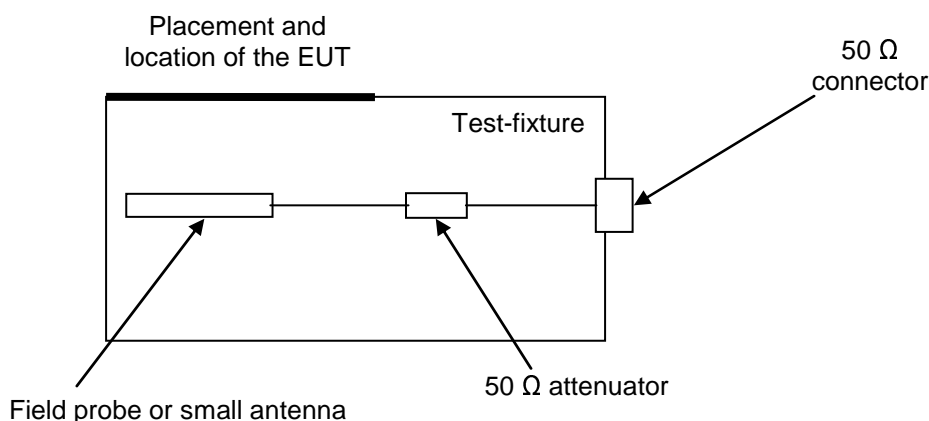 Placement and
location of the EUT
50 Ω
connector
Test-fixture
50 Ω attenuator
Field probe or small antenna